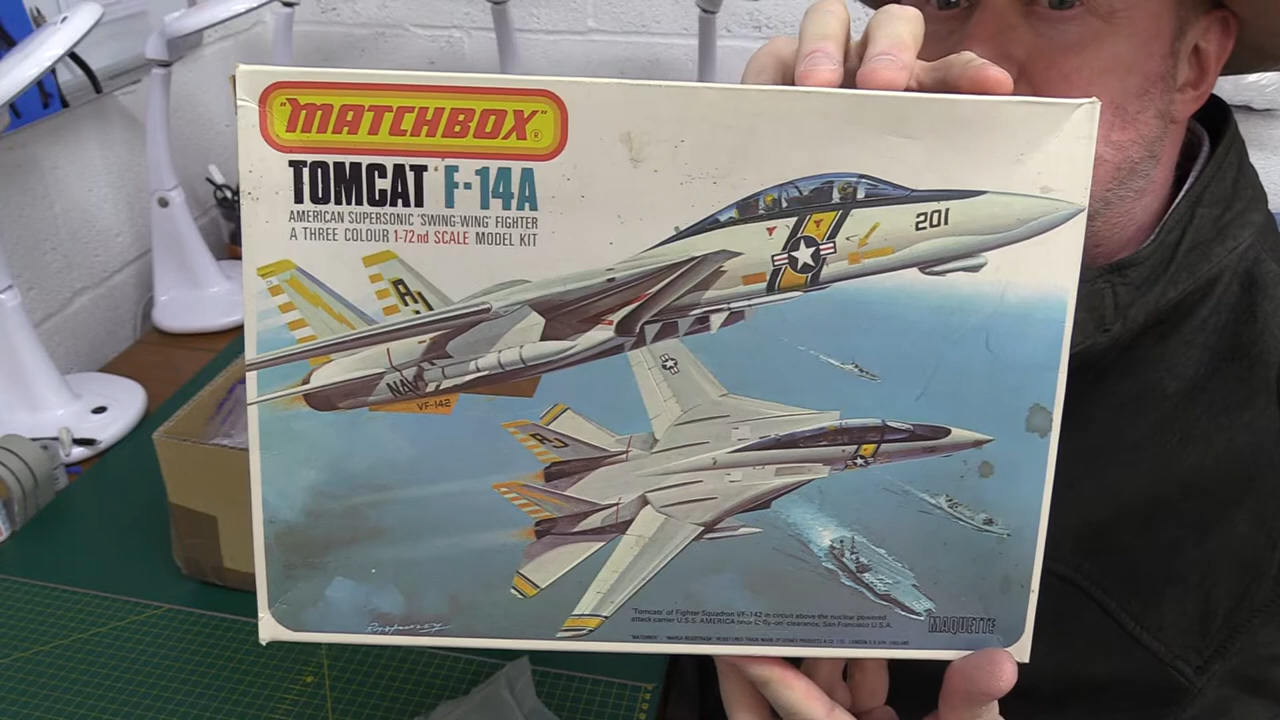 "MATCHBOX"®
TOMCAT F-14A
AMERICAN SUPERSONIC 'SWING-WING' FIGHTER
A THREE COLOUR 1-72nd SCALE MODEL KIT
201
AJ
NAVY
VF-142
AJ
'Tomcats' of Fighter Squadron VF-142 in circuit above the nuclear powered
attack carrier U.S.S. AMERICA clearance, San Francisco U.S.A.
MAQUETTE